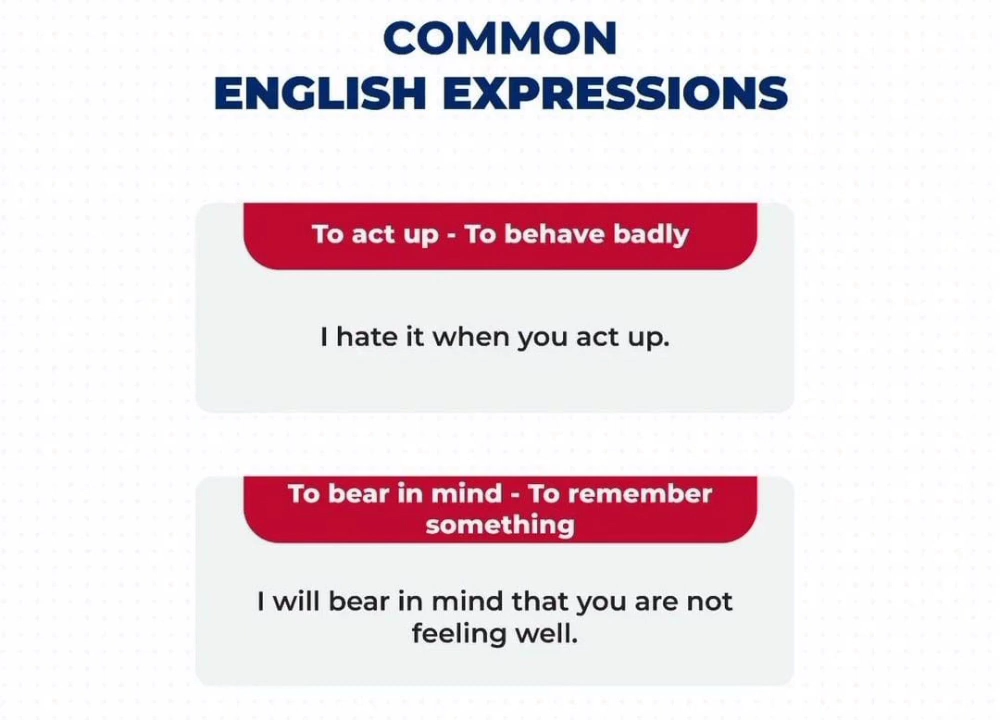 COMMON
ENGLISH EXPRESSIONS
To act up - To behave badly
I hate it when you act up.
To bear in mind - To remember
something
I will bear in mind that you are not
feeling well.